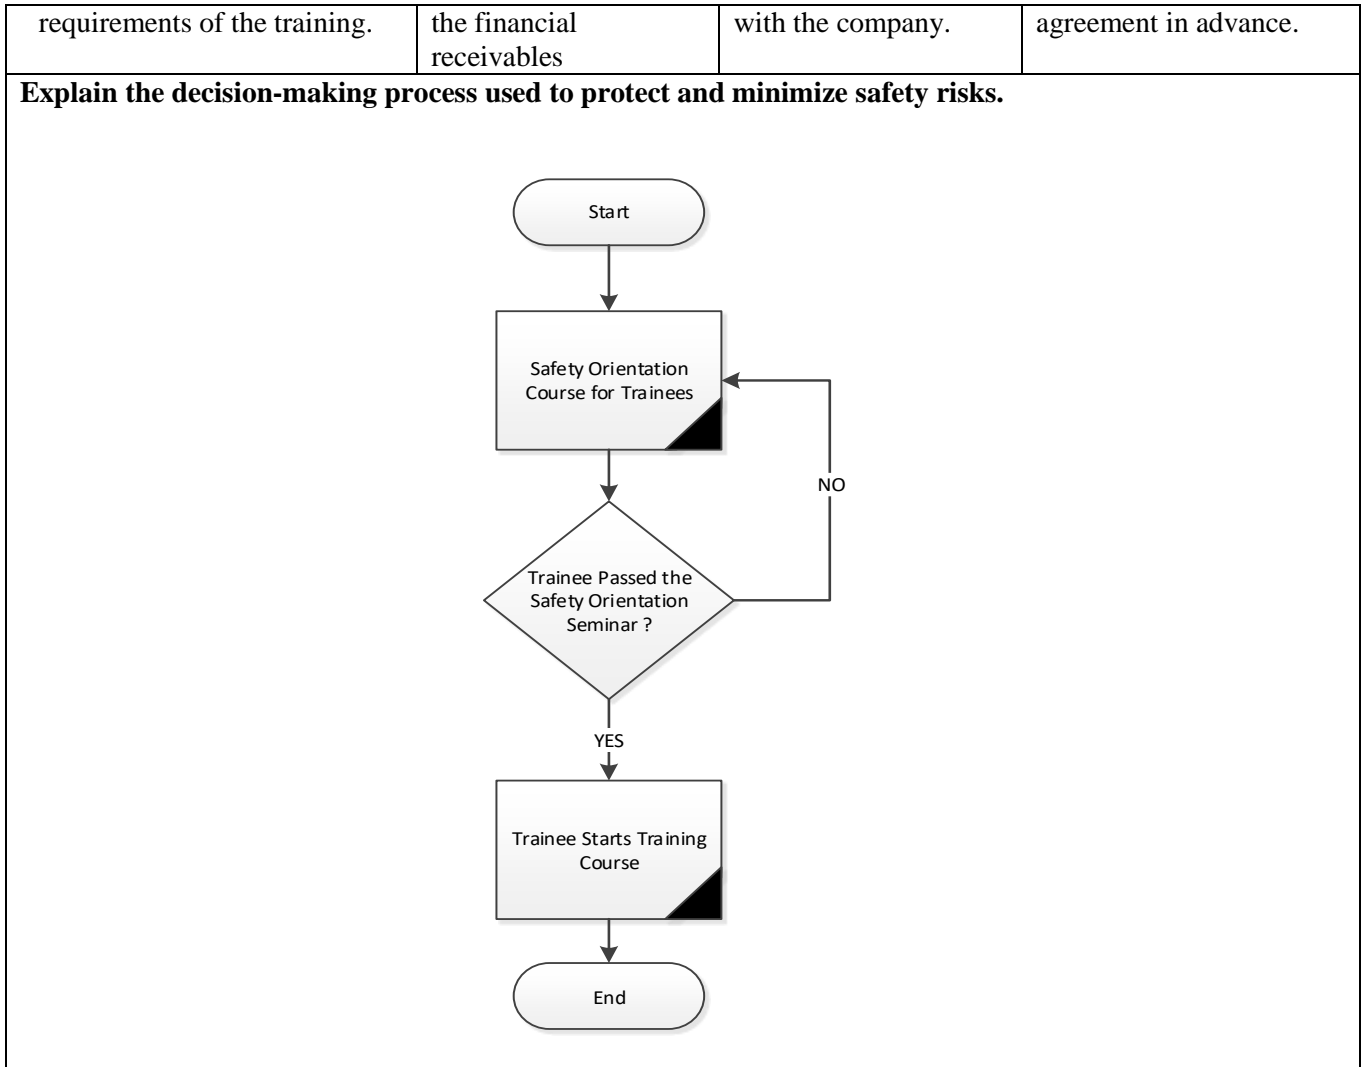 requirements of the training.
the financial
receivables
with the company.
agreement in advance.
Explain the decision-making process used to protect and minimize safety risks.
Start
Safety Orientation
Course for Trainees
NO
Trainee Passed the
Safety Orientation
Seminar ?
YES
Trainee Starts Training
Course
End